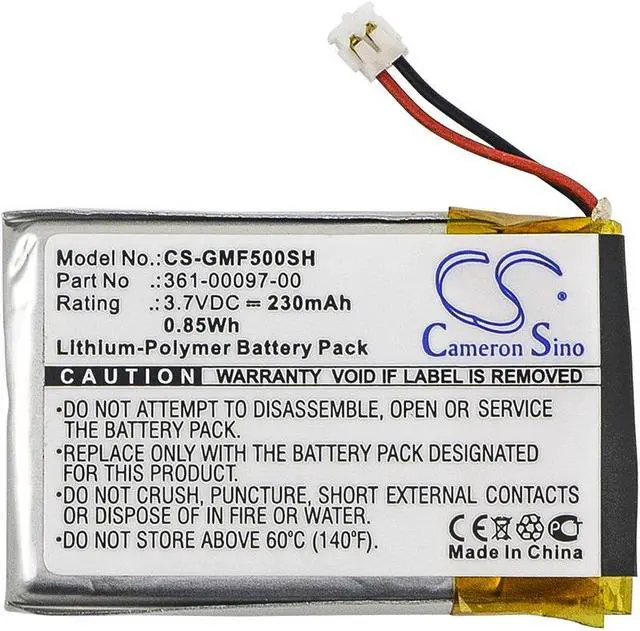 Model No.:CS-GMF500SH
Part No :361-00097-00
Rating :3.7VDC ⎓ 230mAh
0.85Wh
Lithium-Polymer Battery Pack
CS
Cameron Sino
CAUTION WARRANTY VOID IF LABEL IS REMOVED
•DO NOT ATTEMPT TO DISASSEMBLE, OPEN OR SERVICE
THE BATTERY PACK.
•REPLACE ONLY WITH THE BATTERY PACK DESIGNATED
FOR THIS PRODUCT.
•DO NOT CRUSH, PUNCTURE, SHORT EXTERNAL CONTACTS
OR DISPOSE OF IN FIRE OR WATER.
•DO NOT STORE ABOVE 60°C (140°F)
CE
Made In China